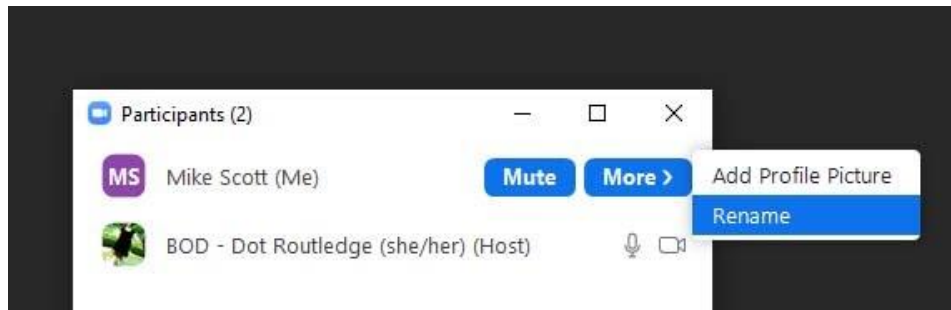 Participants (2)
MS Mike Scott (Me) Mute More > Add Profile Picture
Rename
BOD - Dot Routledge (she/her) (Host)